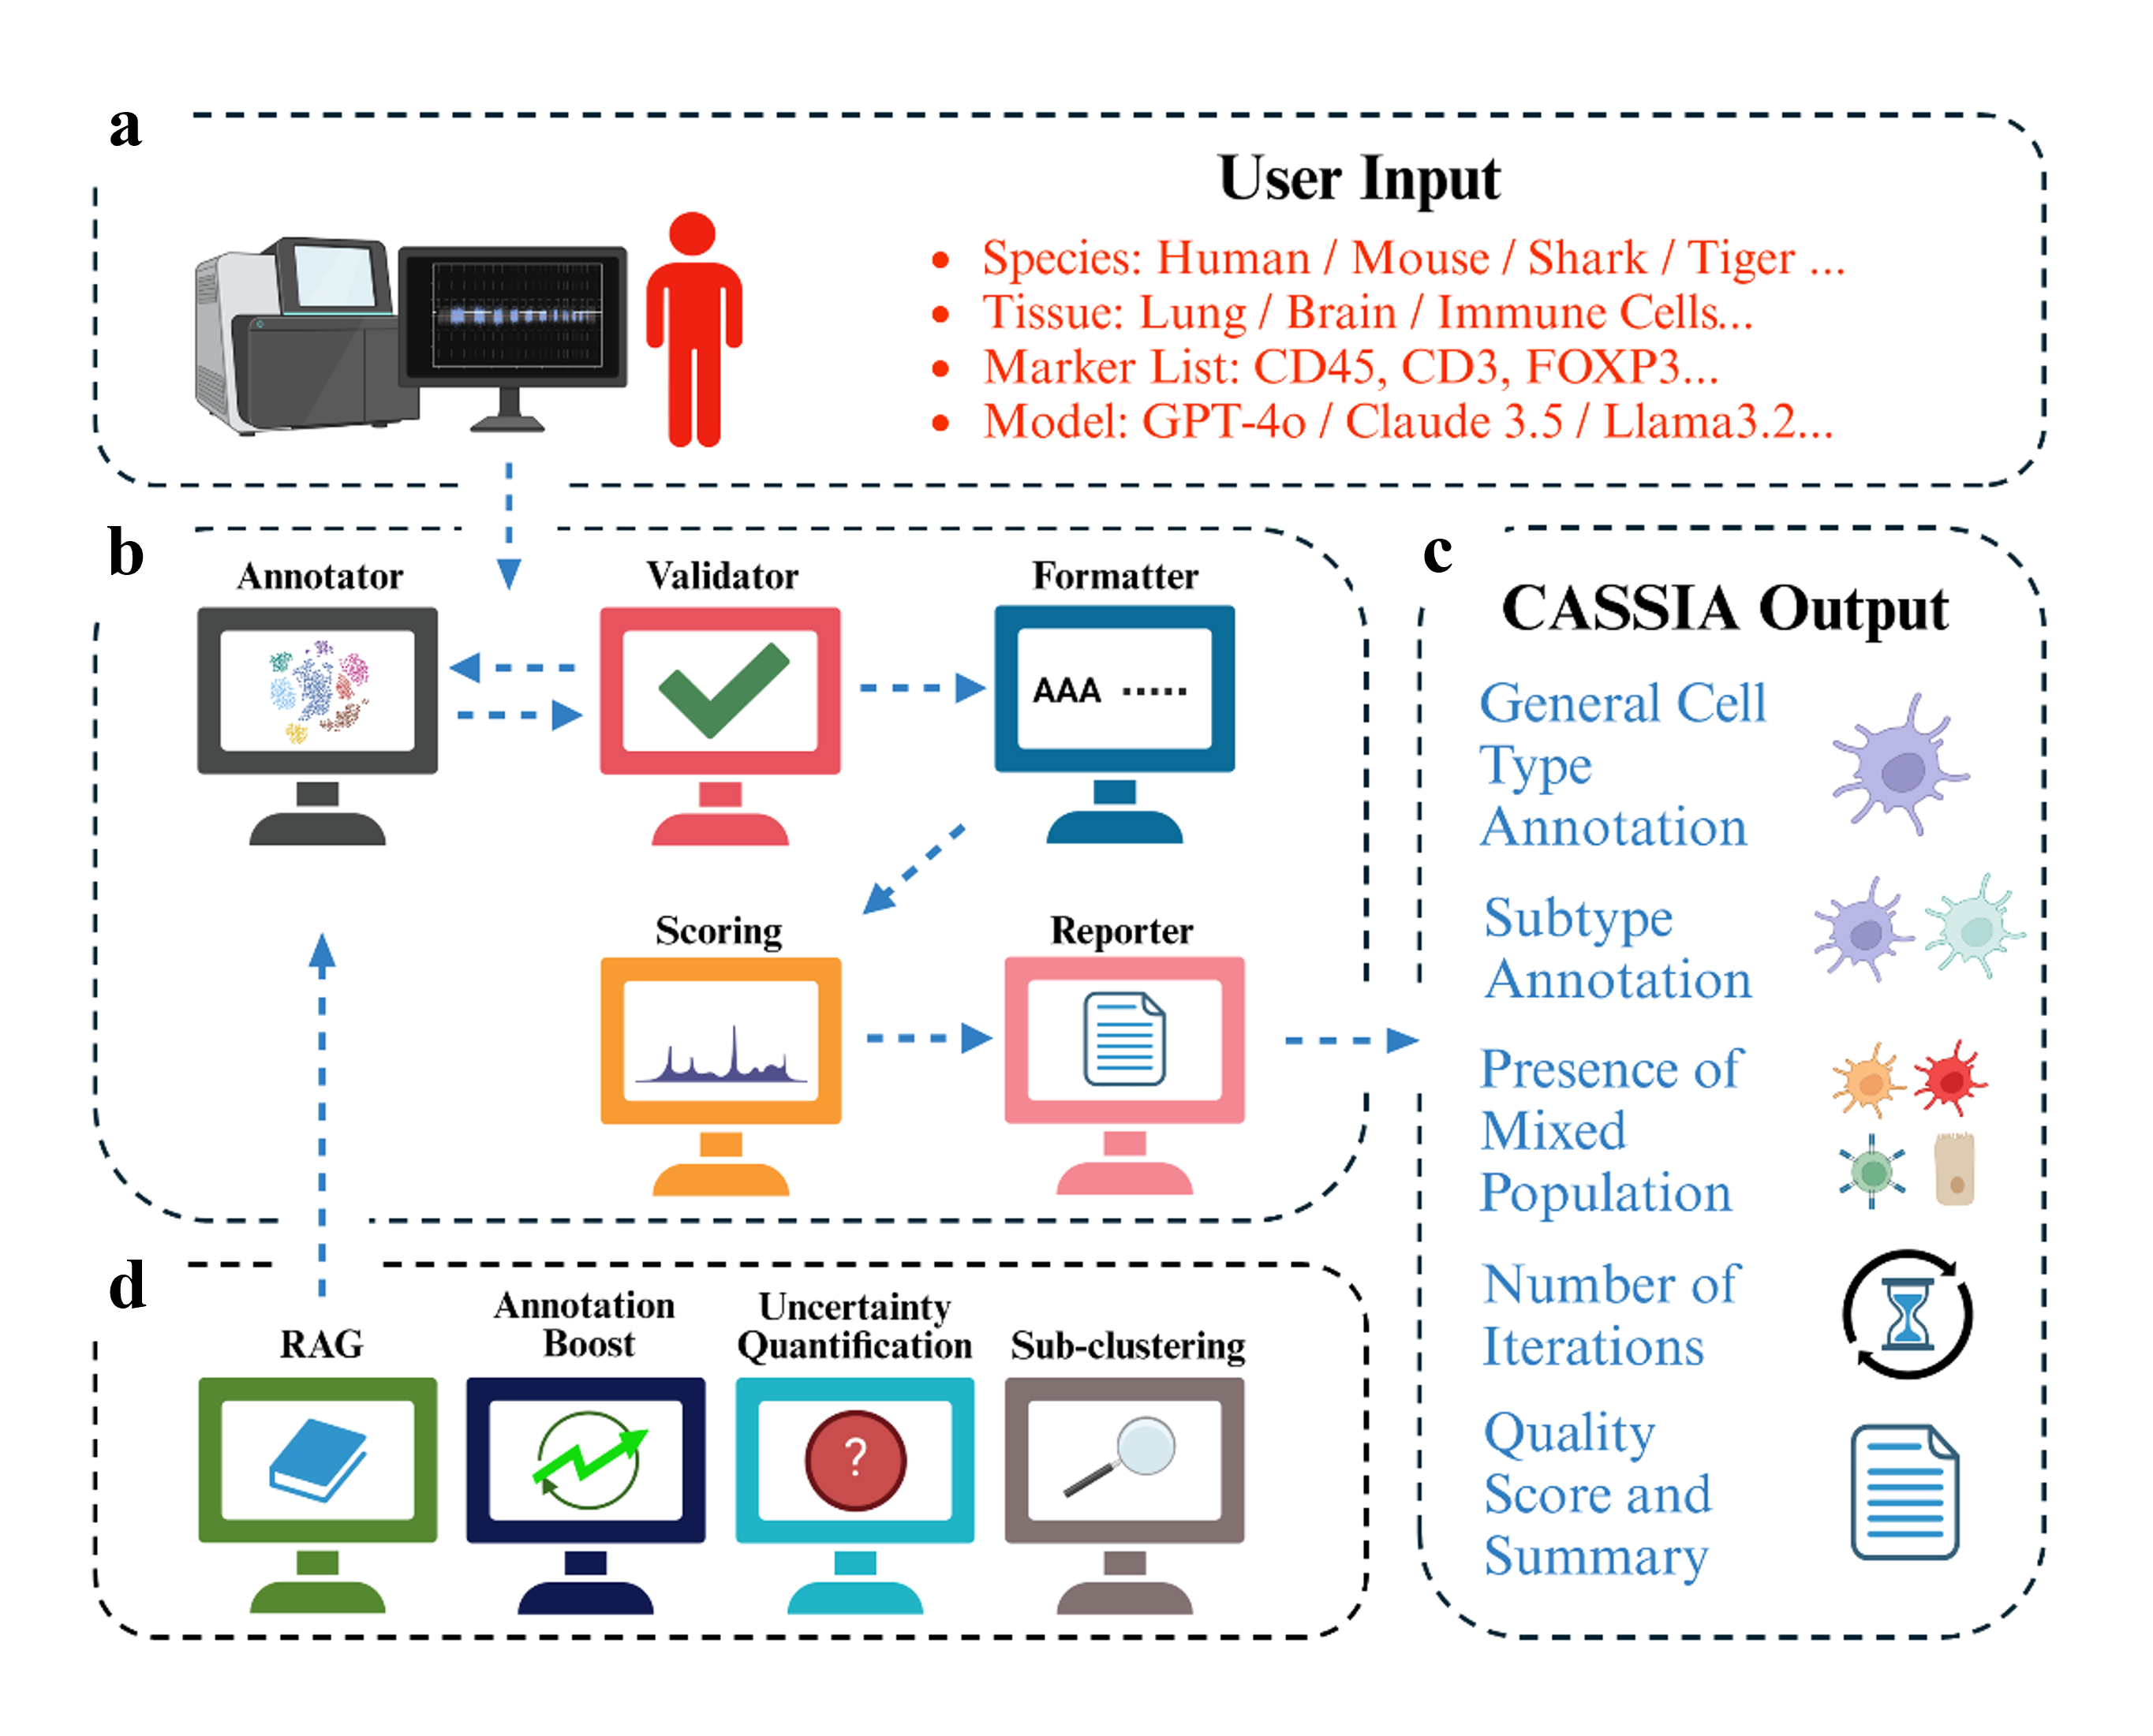 a
User Input
• Species: Human / Mouse / Shark / Tiger ...
• Tissue: Lung / Brain / Immune Cells...
• Marker List: CD45, CD3, FOXP3...
• Model: GPT-4o / Claude 3.5 / Llama3.2...
b
Annotator
Validator
Formatter
AAA .....
Scoring
Reporter
c
CASSIA Output
General Cell
Type
Annotation
Subtype
Annotation
Presence of
Mixed
Population
Number of
Iterations
Quality
Score and
Summary
d
RAG
Annotation
Boost
Uncertainty
Quantification
?
Sub-clustering